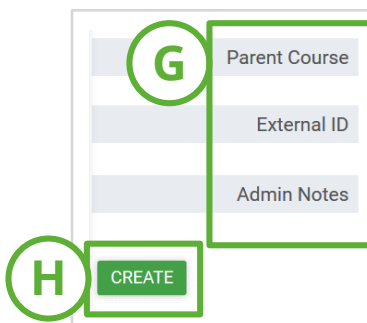 G
Parent Course
External ID
Admin Notes
H
CREATE